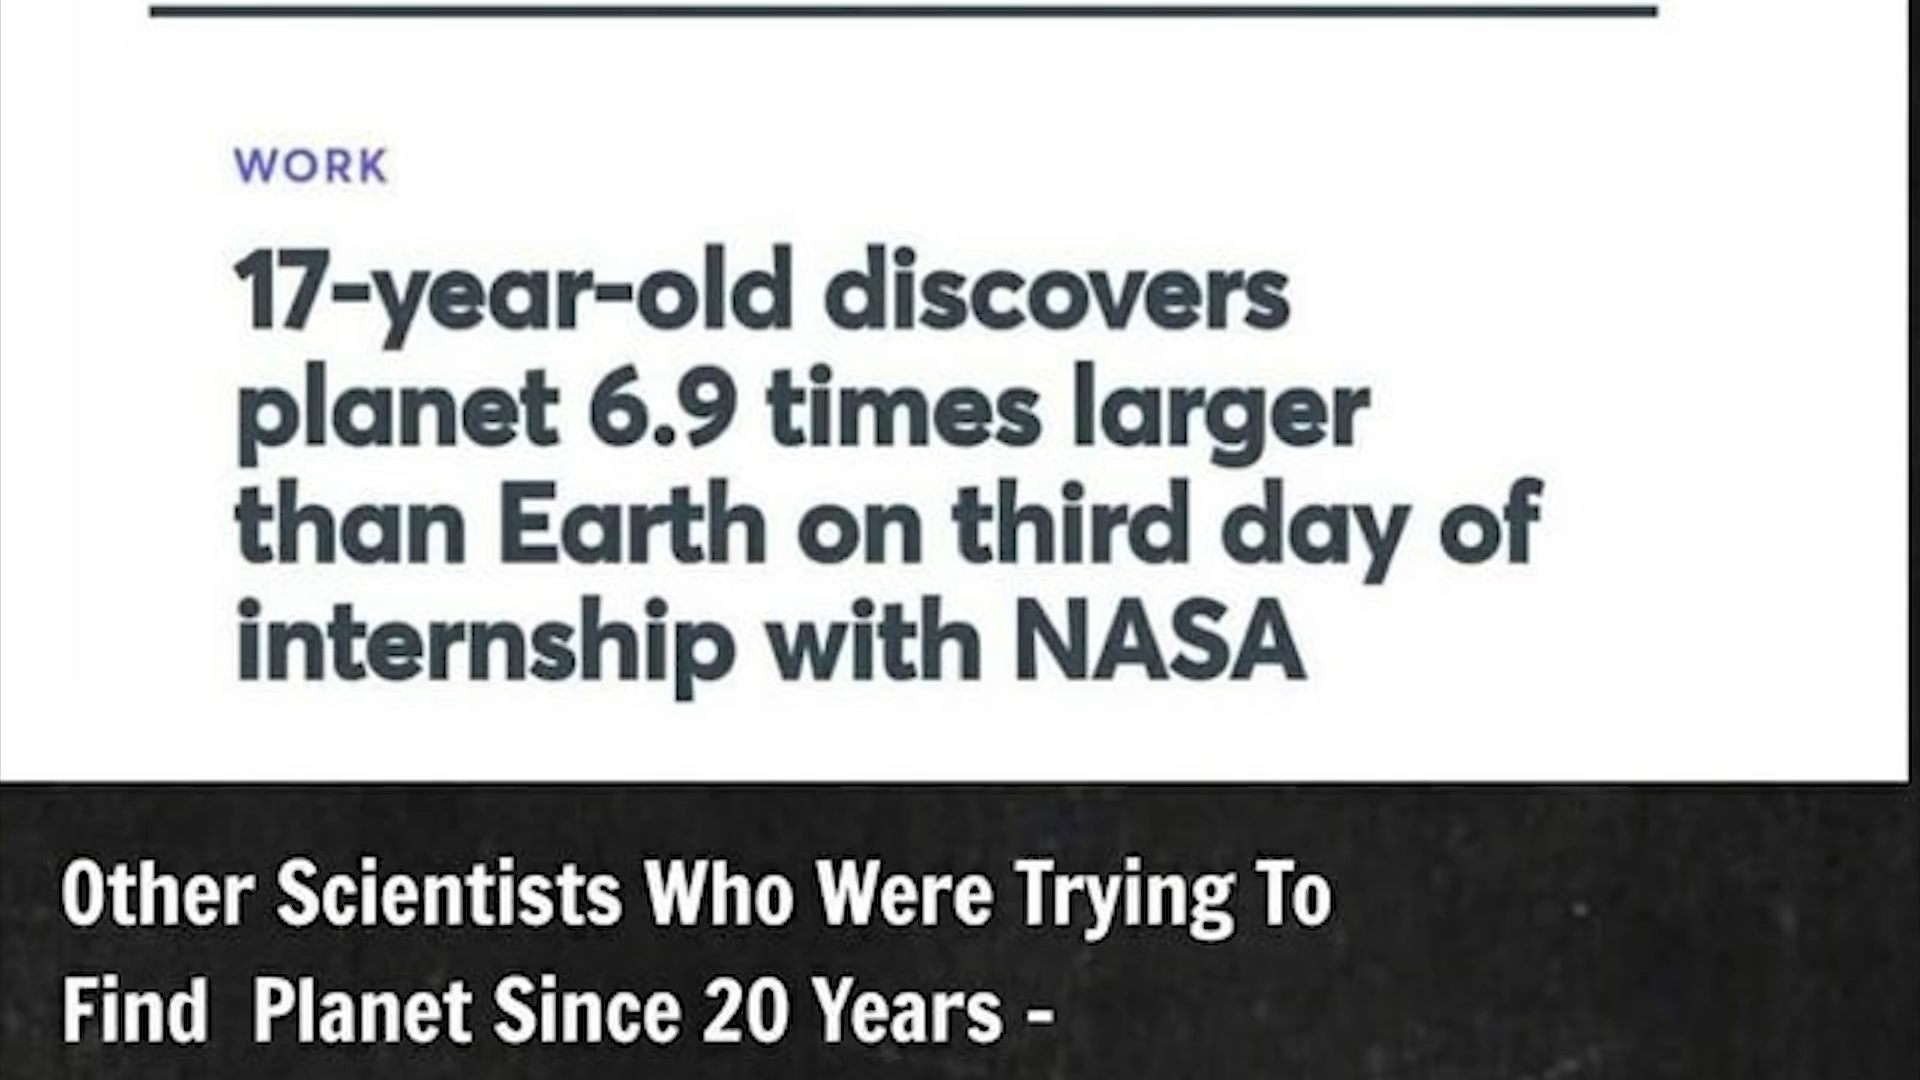 WORK
17-year-old discovers
planet 6.9 times larger
than Earth on third day of
internship with NASA
Other Scientists Who Were Trying To
Find  Planet Since 20 Years -